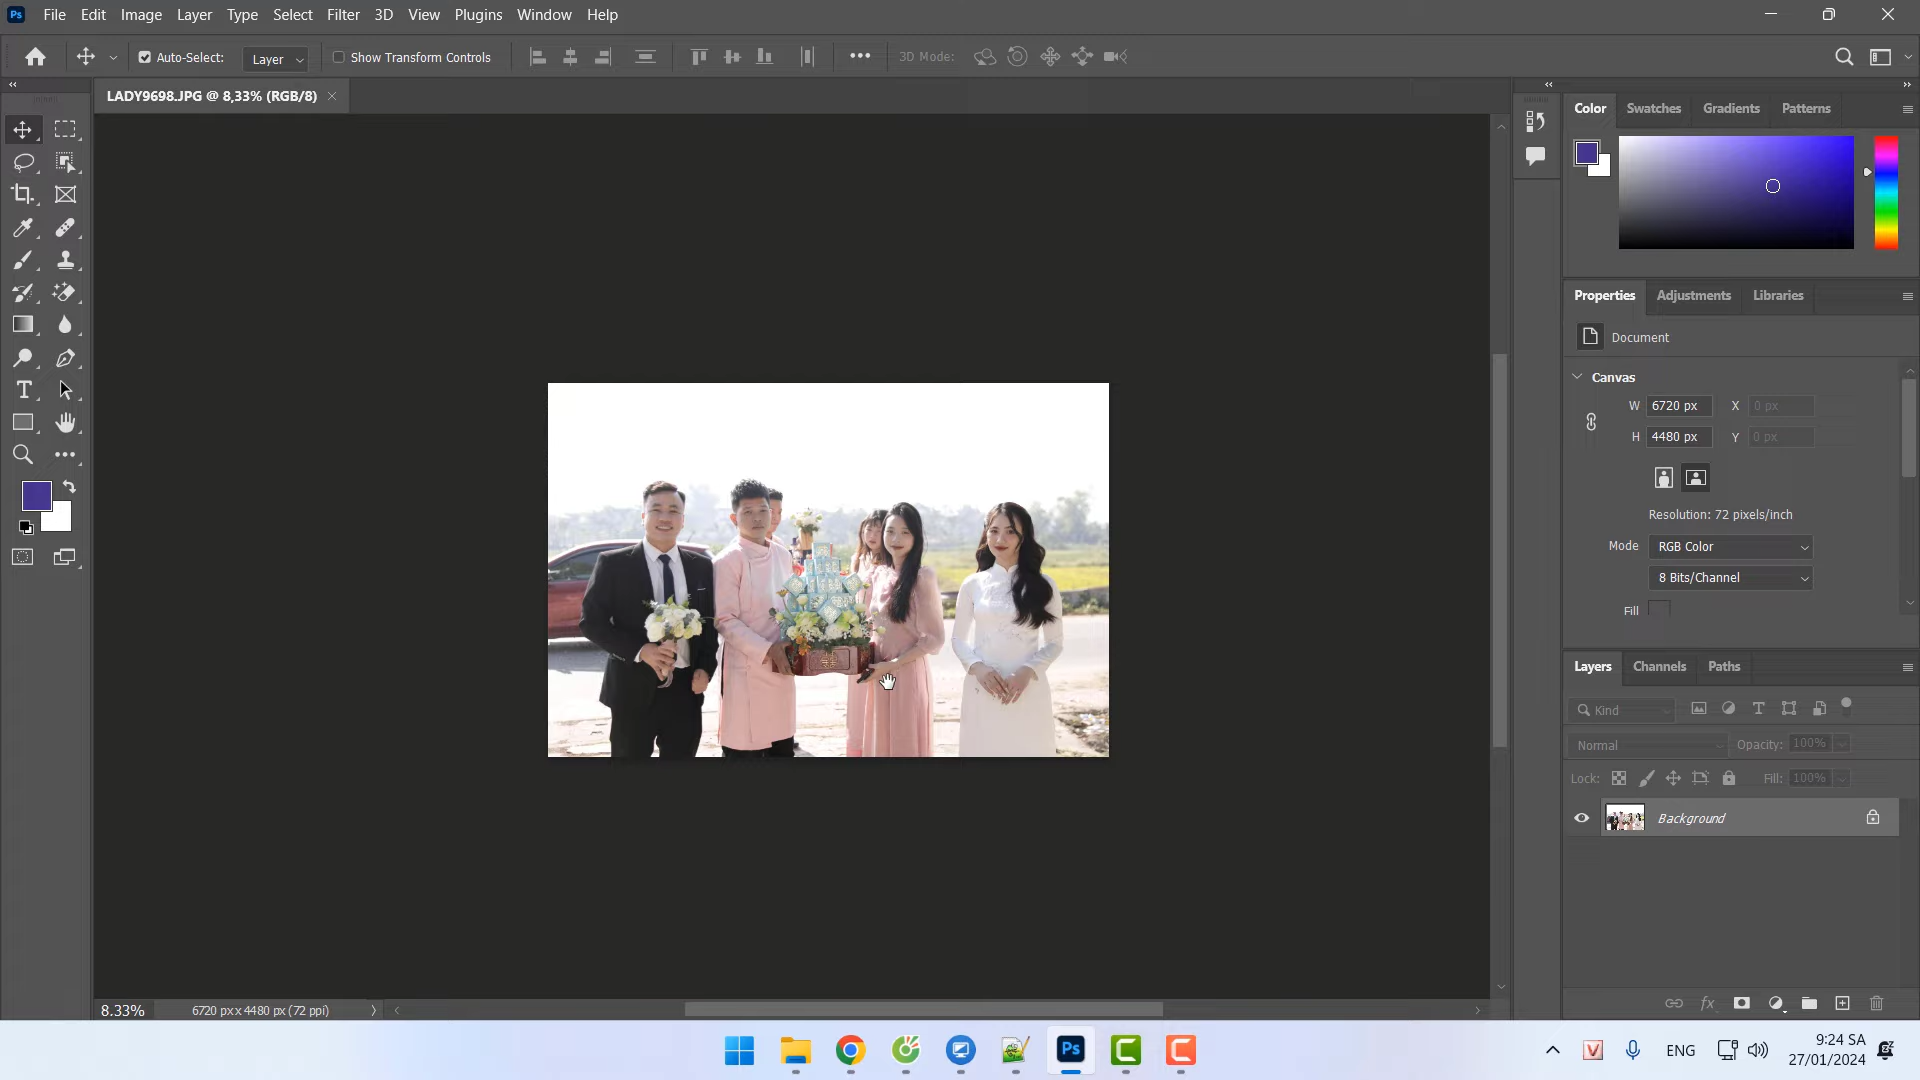 Ps File Edit Image Layer Type Select Filter 3D View Plugins Window Help
Auto-Select: Layer Show Transform Controls 3D Mode:
LADY9698.JPG @ 8,33% (RGB/8)
Color Swatches Gradients Patterns
Properties Adjustments Libraries
Document
Canvas
W 6720 px X 0 px
H 4480 px Y 0 px
Resolution: 72 pixels/inch
Mode RGB Color
8 Bits/Channel
Fill
Layers Channels Paths
Kind
Normal Opacity: 100%
Lock: Fill: 100%
Background
fx
8.33% 6720 px x 4480 px (72 ppi)
Ps
ENG
9:24 SA
27/01/2024